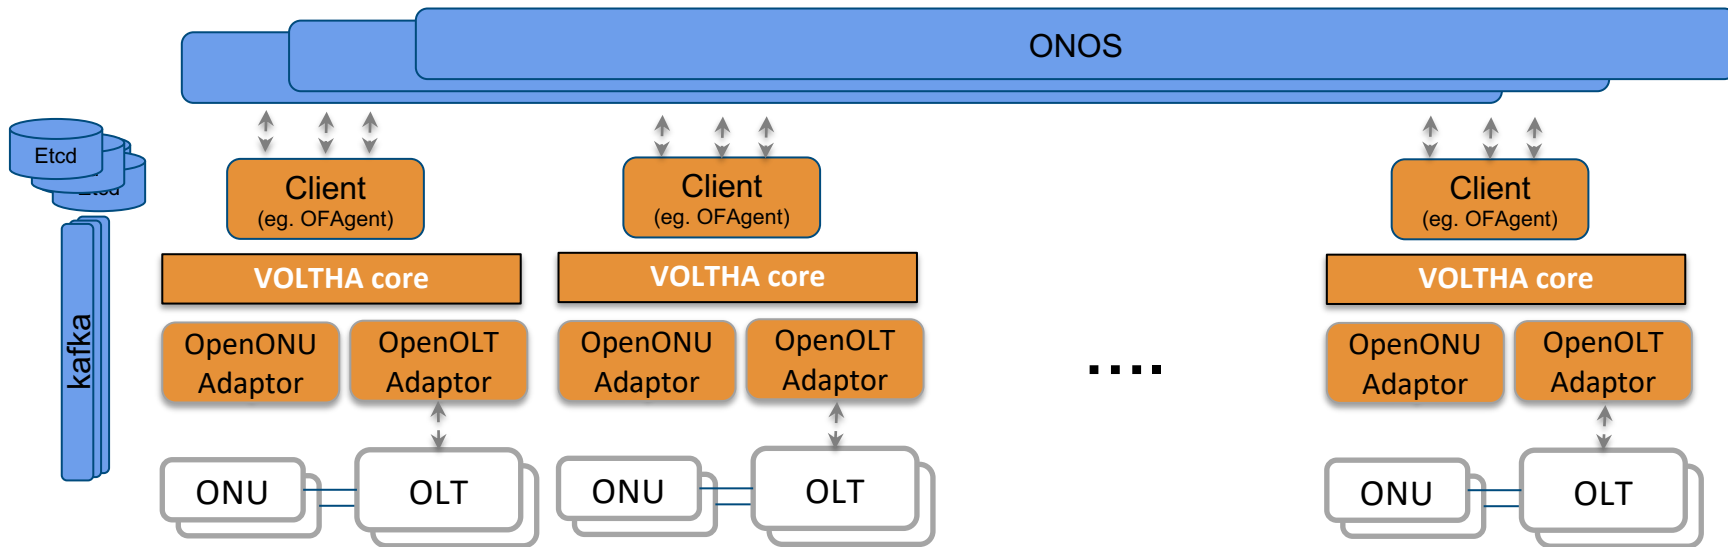 ONOS
Etcd
Etcd
kafka
Client
(eg. OFAgent)
VOLTHA core
OpenONU
Adaptor
OpenOLT
Adaptor
ONU
OLT
Client
(eg. OFAgent)
VOLTHA core
OpenONU
Adaptor
OpenOLT
Adaptor
ONU
OLT
....
Client
(eg. OFAgent)
VOLTHA core
OpenONU
Adaptor
OpenOLT
Adaptor
ONU
OLT